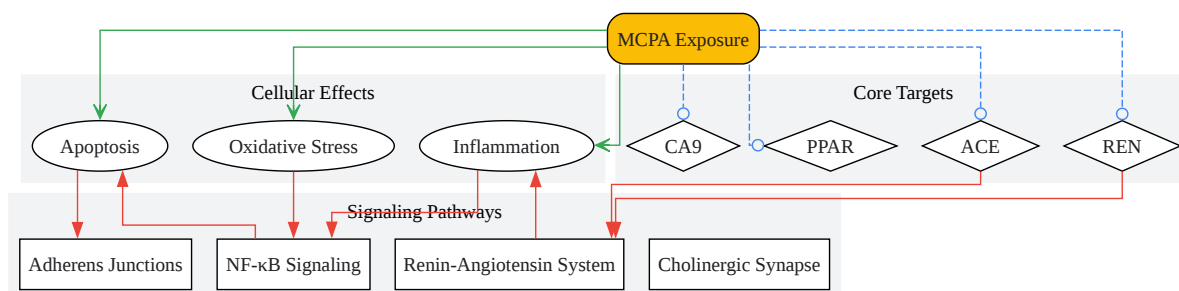 MCPA Exposure
Cellular Effects
Core Targets
Apoptosis
Oxidative Stress
Inflammation
CA9
PPAR
ACE
REN
Signaling Pathways
Adherens Junctions
NF-κB Signaling
Renin-Angiotensin System
Cholinergic Synapse